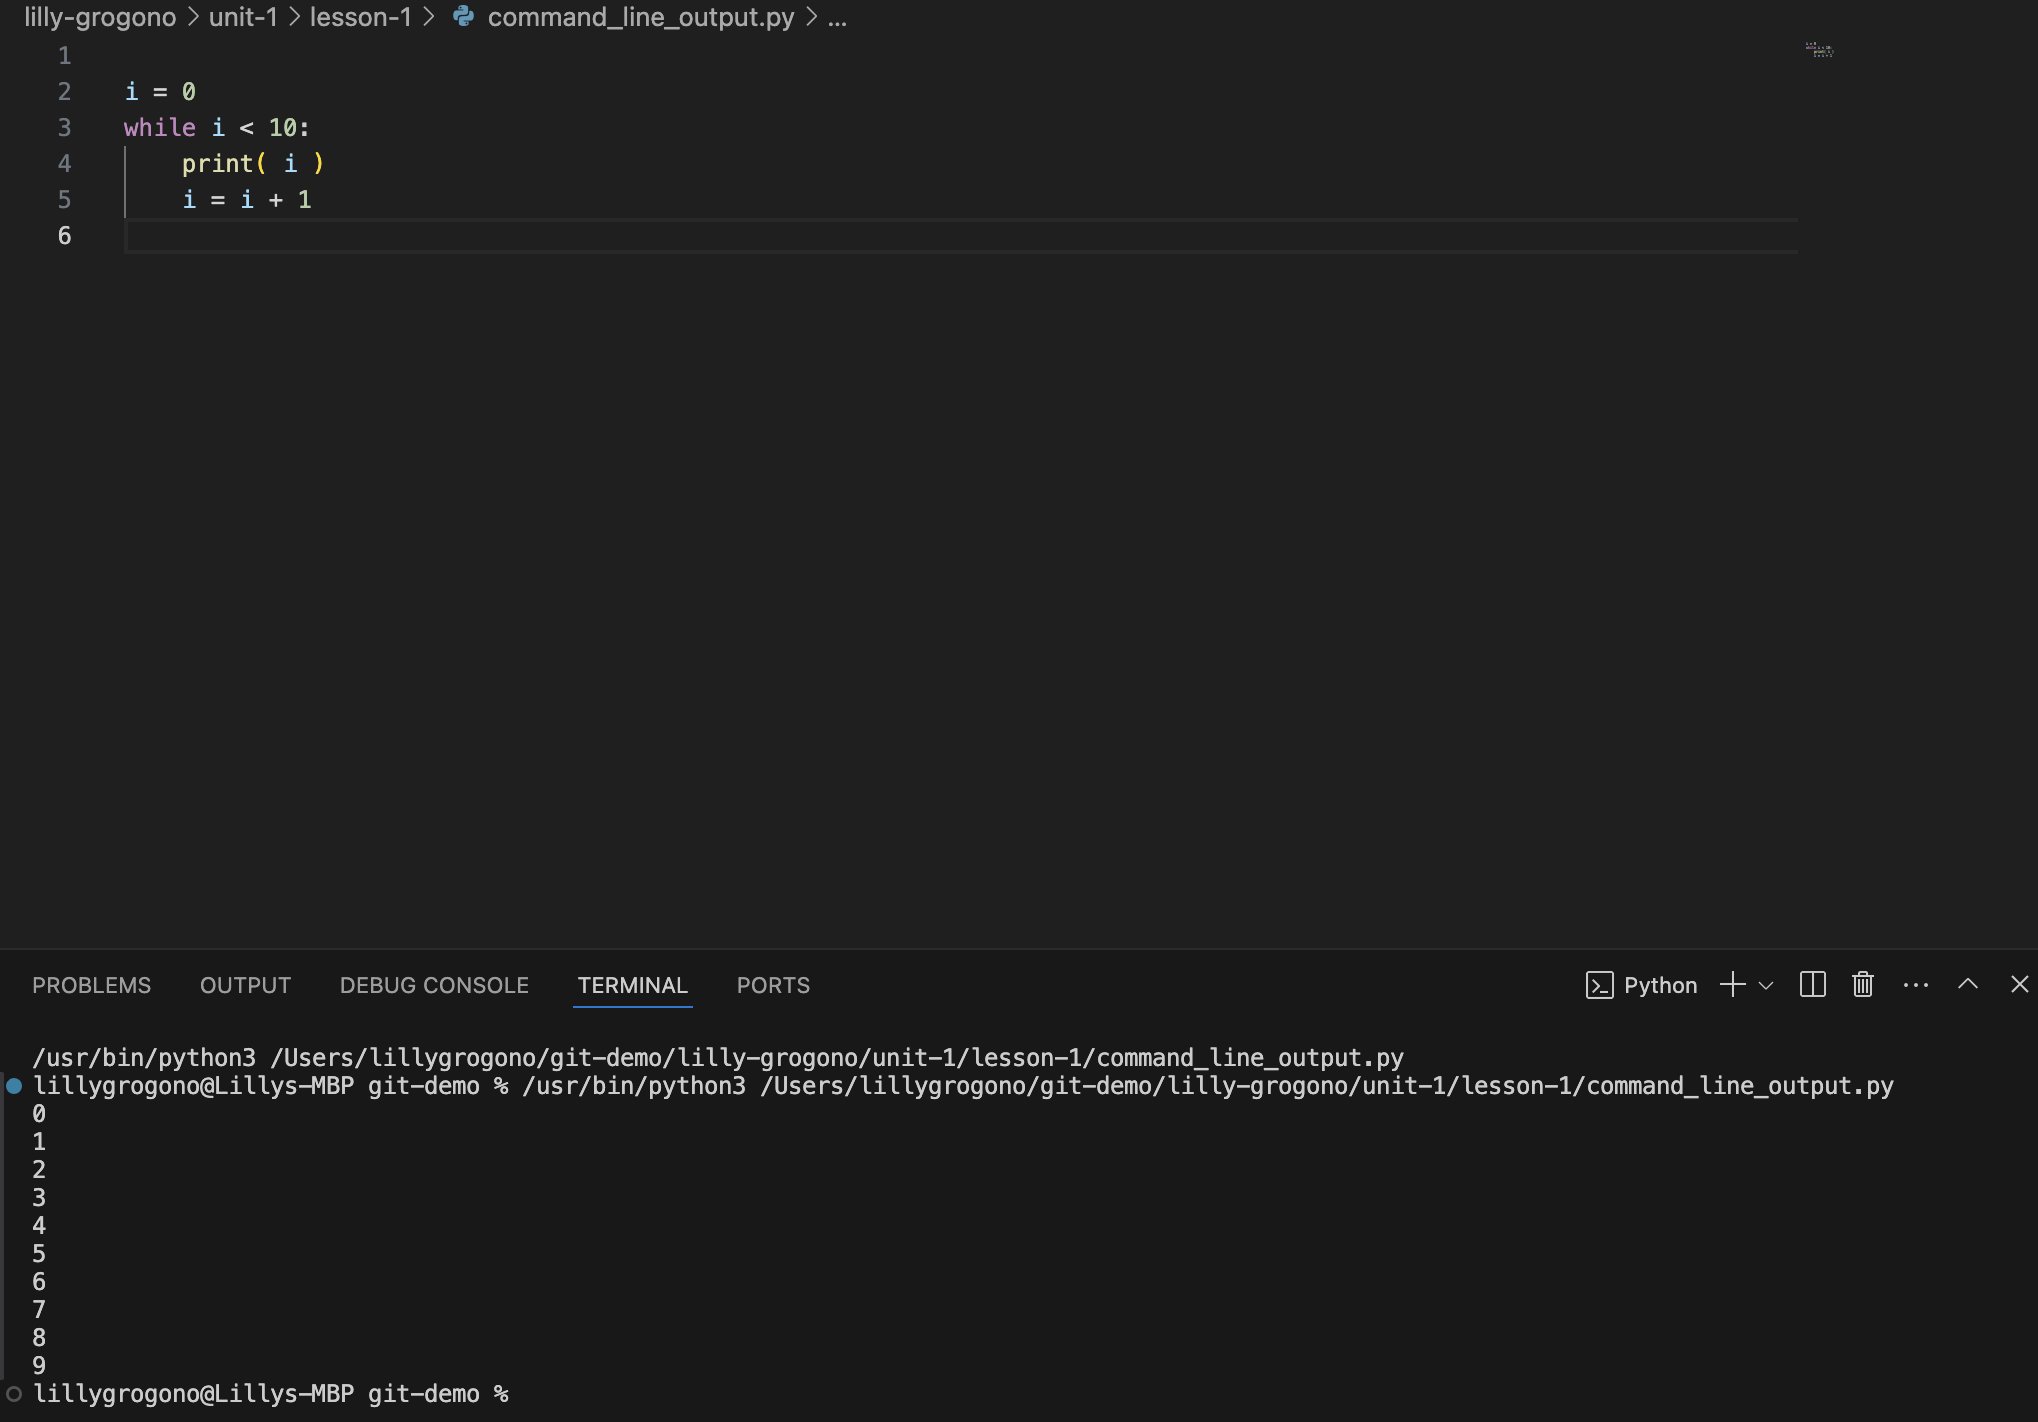 lilly-grogono > unit-1 > lesson-1 > command_line_output.py > ...
1
2 i = 0
3 while i < 10:
4     print( i )
5     i = i + 1
6
PROBLEMS OUTPUT DEBUG CONSOLE TERMINAL PORTS Python
/usr/bin/python3 /Users/lillygrogono/git-demo/lilly-grogono/unit-1/lesson-1/command_line_output.py
lillygrogono@Lillys-MBP git-demo % /usr/bin/python3 /Users/lillygrogono/git-demo/lilly-grogono/unit-1/lesson-1/command_line_output.py
0
1
2
3
4
5
6
7
8
9
lillygrogono@Lillys-MBP git-demo %